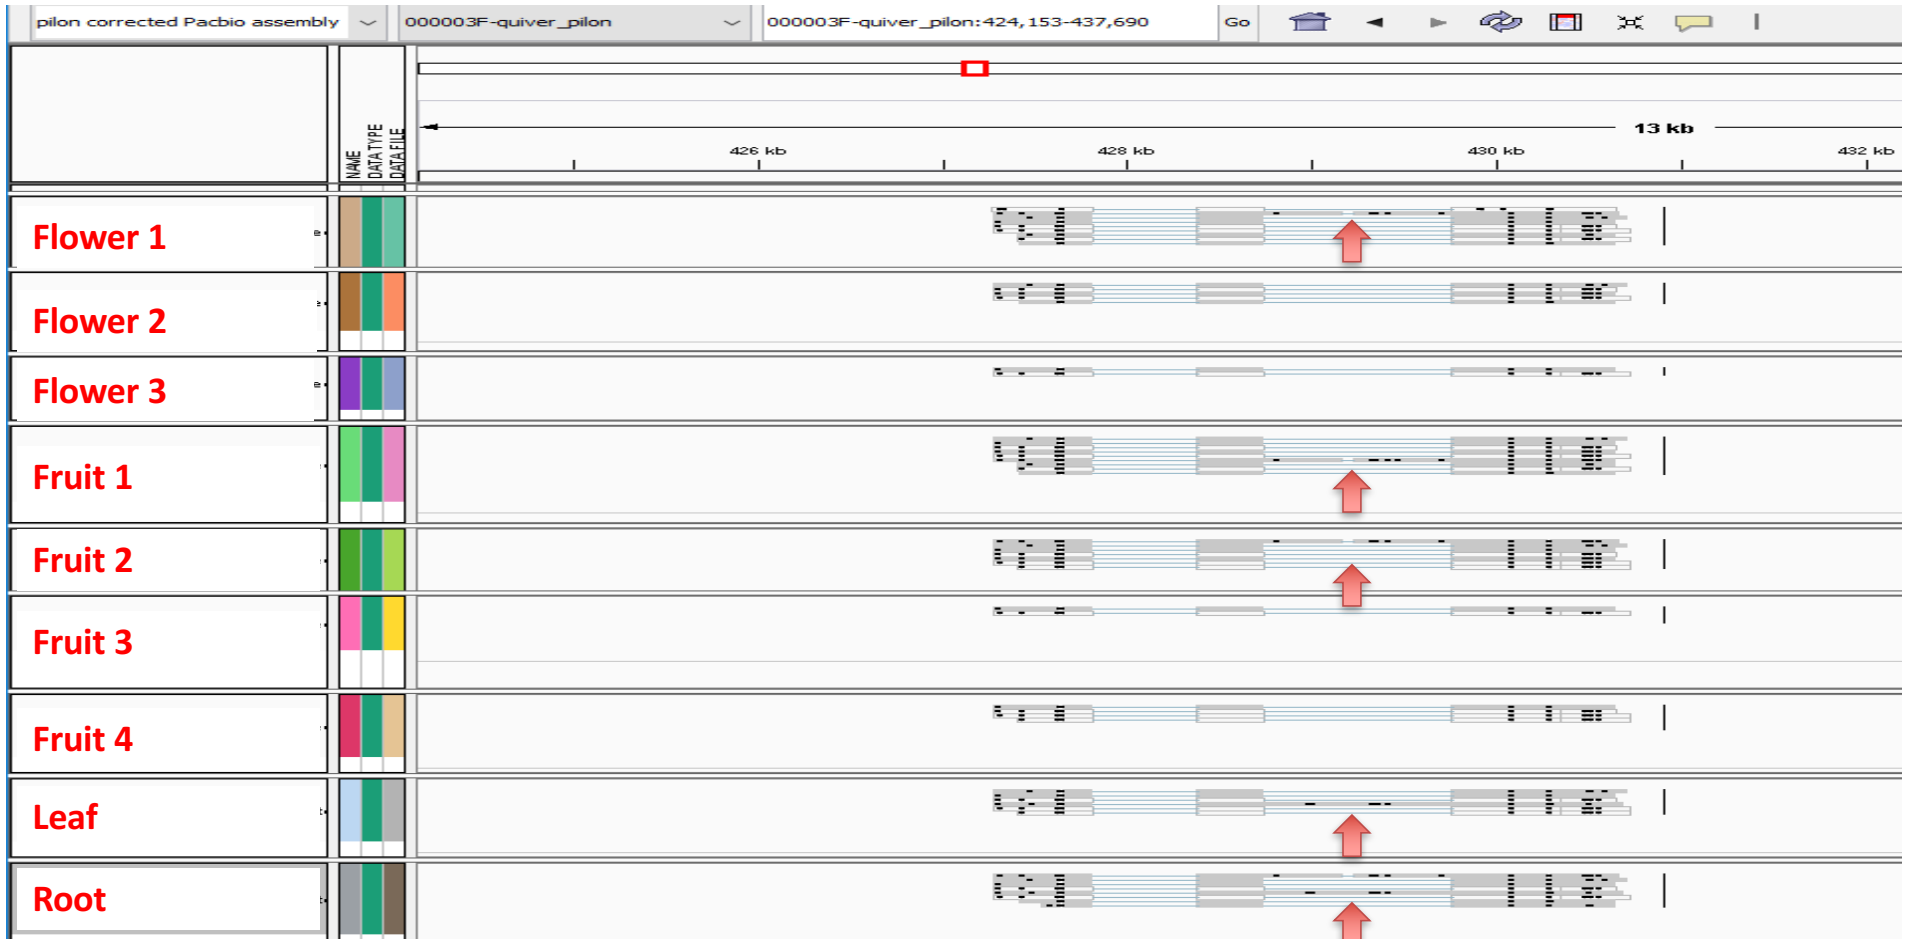 pilon corrected Pacbio assembly 000003F-quiver_pilon 000003F-quiver_pilon:424,153-437,690 Go
NAME
DATA TYPE
DATA FILE
13 kb
426 kb 428 kb 430 kb 432 kb
Flower 1
Flower 2
Flower 3
Fruit 1
Fruit 2
Fruit 3
Fruit 4
Leaf
Root